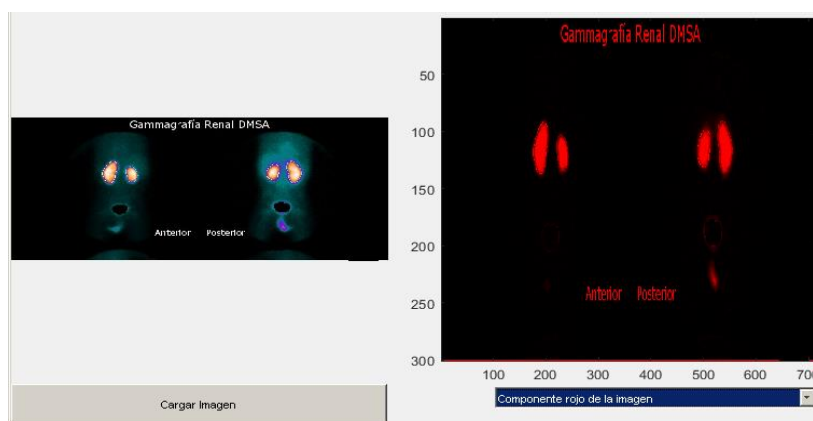 Gammagrafía Renal DMSA
Anterior Posterior
Cargar Imagen
Gammagrafía Renal DMSA
50
100
150
200
250
300
Anterior Posterior
100 200 300 400 500 600
Componente rojo de la imagen